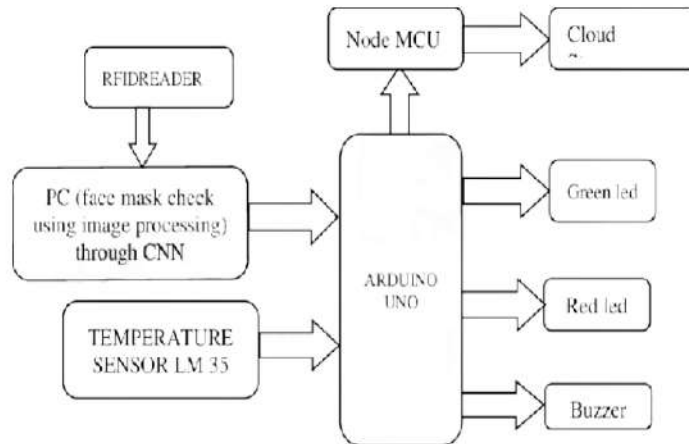 Node MCU
Cloud
RFIDREADER
PC (face mask check
using image processing)
through CNN
Green led
ARDUINO
UNO
Red led
TEMPERATURE
SENSOR LM 35
Buzzer